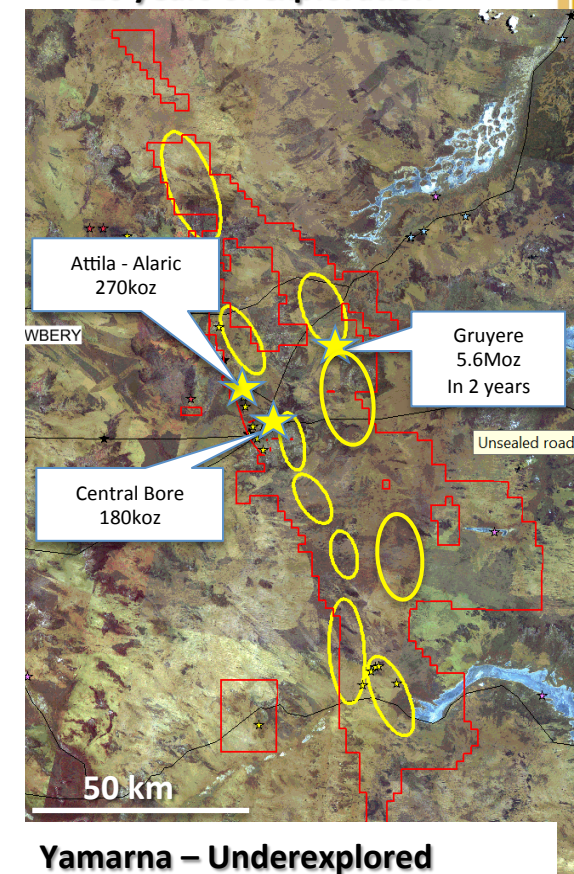 Attila - Alaric
270koz
WBERY
Gruyere
5.6Moz
In 2 years
Unsealed road
Central Bore
180koz
50 km
Yamarna – Underexplored